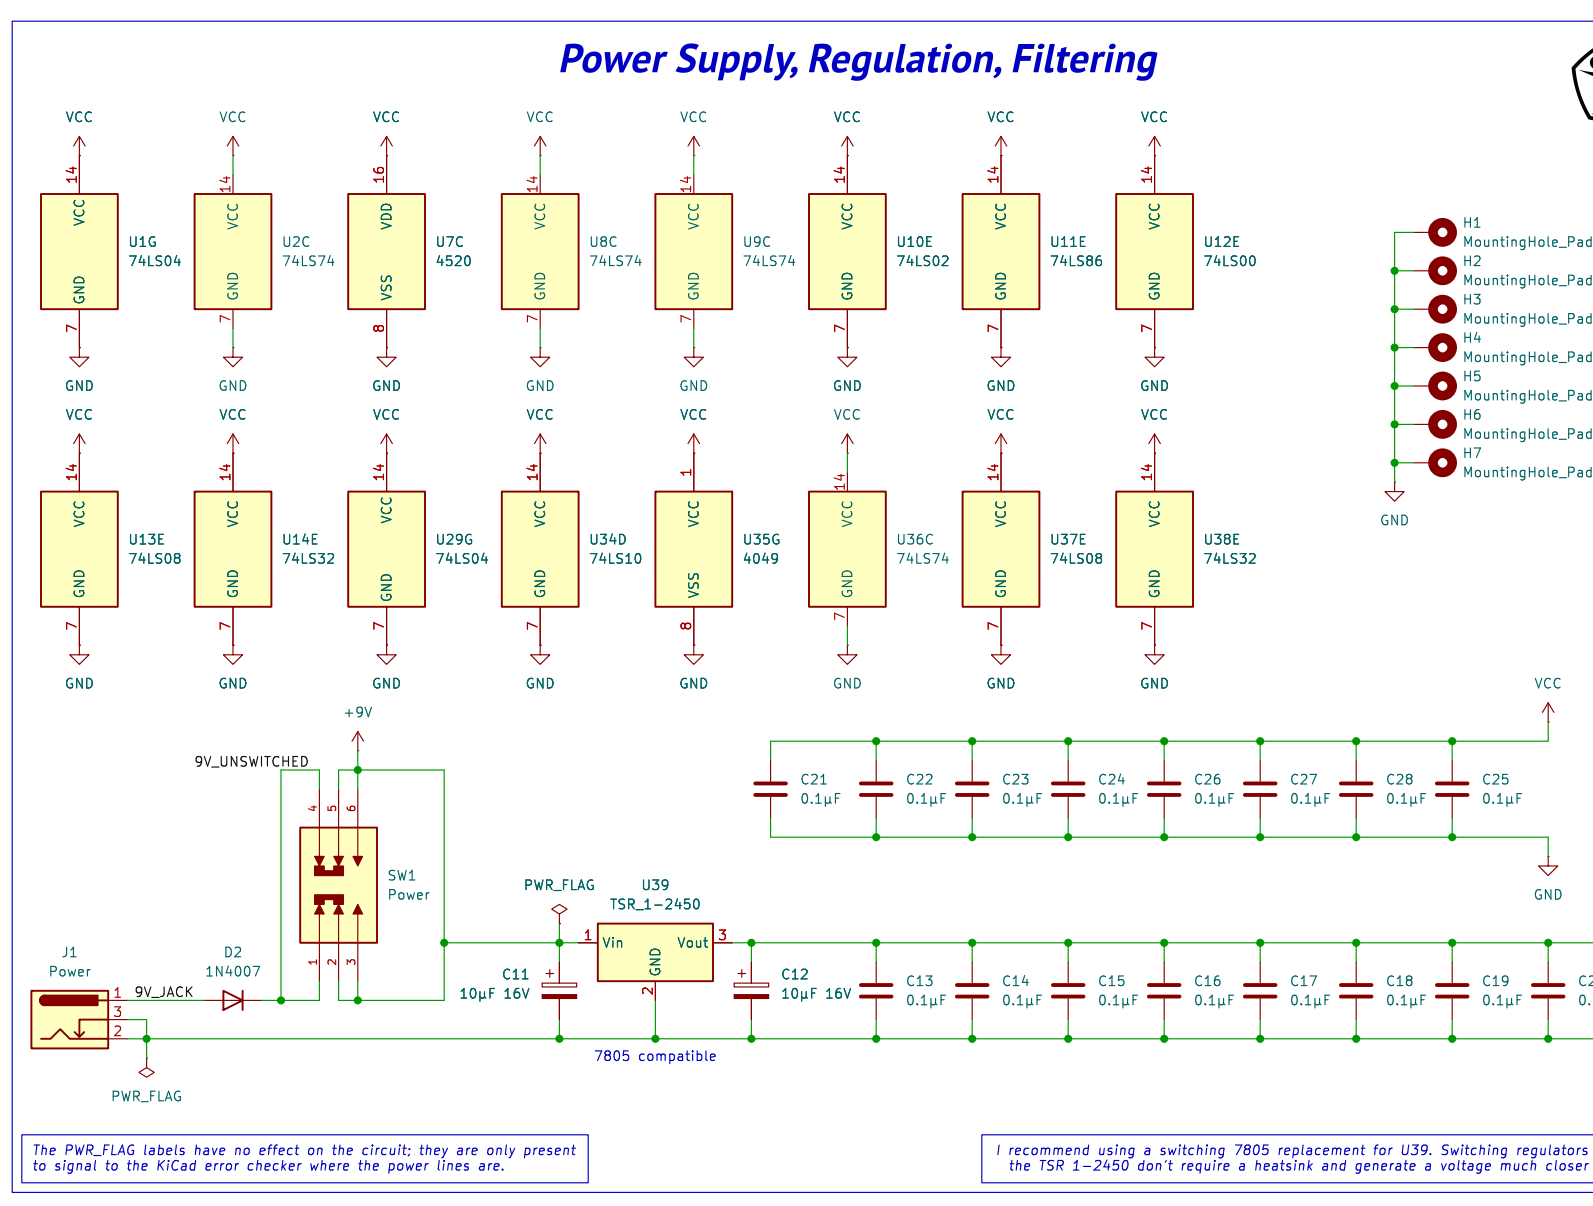 Power Supply, Regulation, Filtering
VCC VCC VCC VCC VCC VCC VCC VCC
14 14 16 14 14 14 14 14
VCC VCC VDD VCC VCC VCC VCC VCC
U1G U2C U7C U8C U9C U10E U11E U12E
74LS04 74LS74 4520 74LS74 74LS74 74LS02 74LS86 74LS00
GND GND VSS GND GND GND GND GND
7 7 8 7 7 7 7 7
GND GND GND GND GND GND GND GND
H1
MountingHole_Pad
H2
MountingHole_Pad
H3
MountingHole_Pad
H4
MountingHole_Pad
H5
MountingHole_Pad
H6
MountingHole_Pad
H7
MountingHole_Pad
GND
VCC VCC VCC VCC VCC VCC VCC VCC
14 14 14 14 1 14 14 14
VCC VCC VCC VCC VCC VCC VCC
U13E U14E U29G U34D U35G U36C U37E U38E
74LS08 74LS32 74LS04 74LS10 4049 74LS74 74LS08 74LS32
GND GND GND GND VSS GND GND GND
7 7 7 7 8 7 7 7
GND GND GND GND GND GND GND GND
+9V
9V_UNSWITCHED
4 5 6
SW1
Power
1 2 3
VCC
C21 C22 C23 C24 C26 C27 C28 C25
0.1µF 0.1µF 0.1µF 0.1µF 0.1µF 0.1µF 0.1µF 0.1µF
GND
PWR_FLAG U39
TSR_1-2450
1 Vin Vout 3
GND
2
J1
Power
9V_JACK
1
3
2
D2
1N4007
C11
+
10µF 16V
C12
+
10µF 16V
C13 C14 C15 C16 C17 C18 C19
0.1µF 0.1µF 0.1µF 0.1µF 0.1µF 0.1µF 0.1µF
7805 compatible
PWR_FLAG
The PWR_FLAG labels have no effect on the circuit; they are only present
to signal to the KiCad error checker where the power lines are.
I recommend using a switching 7805 replacement for U39. Switching regulators
the TSR 1-2450 don't require a heatsink and generate a voltage much closer